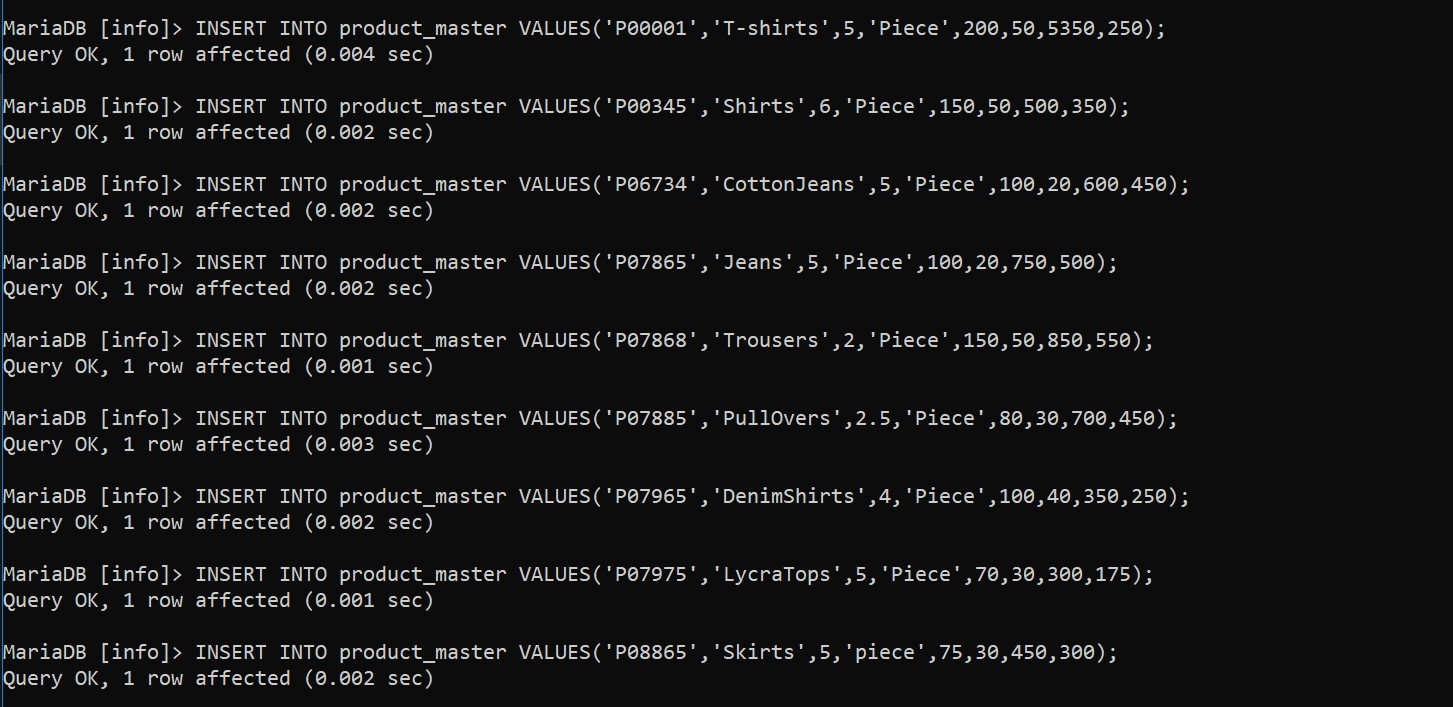 MariaDB [info]> INSERT INTO product_master VALUES('P00001','T-shirts',5,'Piece',200,50,5350,250);
Query OK, 1 row affected (0.004 sec)
MariaDB [info]> INSERT INTO product_master VALUES('P00345','Shirts',6,'Piece',150,50,500,350);
Query OK, 1 row affected (0.002 sec)
MariaDB [info]> INSERT INTO product_master VALUES('P06734','CottonJeans',5,'Piece',100,20,600,450);
Query OK, 1 row affected (0.002 sec)
MariaDB [info]> INSERT INTO product_master VALUES('P07865','Jeans',5,'Piece',100,20,750,500);
Query OK, 1 row affected (0.002 sec)
MariaDB [info]> INSERT INTO product_master VALUES('P07868','Trousers',2,'Piece',150,50,850,550);
Query OK, 1 row affected (0.001 sec)
MariaDB [info]> INSERT INTO product_master VALUES('P07885','PullOvers',2.5,'Piece',80,30,700,450);
Query OK, 1 row affected (0.003 sec)
MariaDB [info]> INSERT INTO product_master VALUES('P07965','DenimShirts',4,'Piece',100,40,350,250);
Query OK, 1 row affected (0.002 sec)
MariaDB [info]> INSERT INTO product_master VALUES('P07975','LycraTops',5,'Piece',70,30,300,175);
Query OK, 1 row affected (0.001 sec)
MariaDB [info]> INSERT INTO product_master VALUES('P08865','Skirts',5,'piece',75,30,450,300);
Query OK, 1 row affected (0.002 sec)